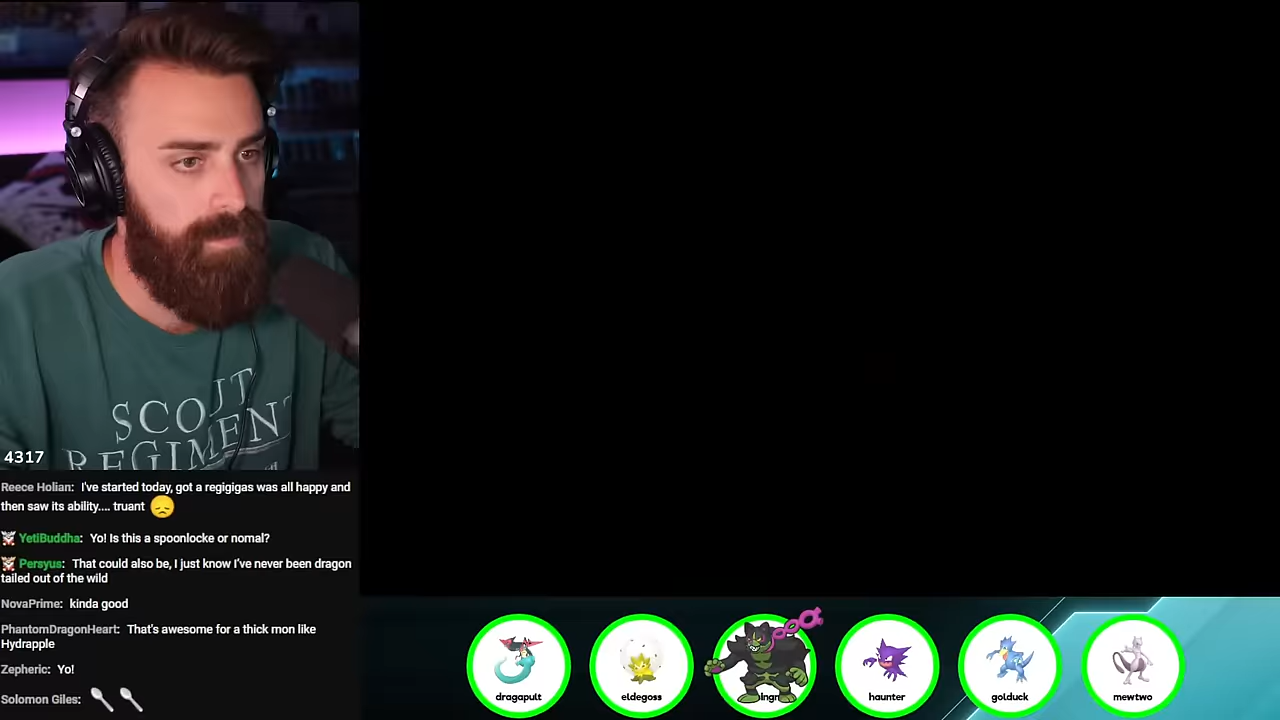 SCOUT
REGIMENT
4317
Reece Holian: I've started today, got a regigigas was all happy and
then saw its ability.... truant
YetiBuddha: Yo! Is this a spoonlocke or nomal?
Persyus: That could also be, I just know I've never been dragon
tailed out of the wild
NovaPrime: kinda good
PhantomDragonHeart: That's awesome for a thick mon like
Hydrapple
Zepheric: Yo!
Solomon Giles:
dragapult
eldegoss
haunter
golduck
mewtwo